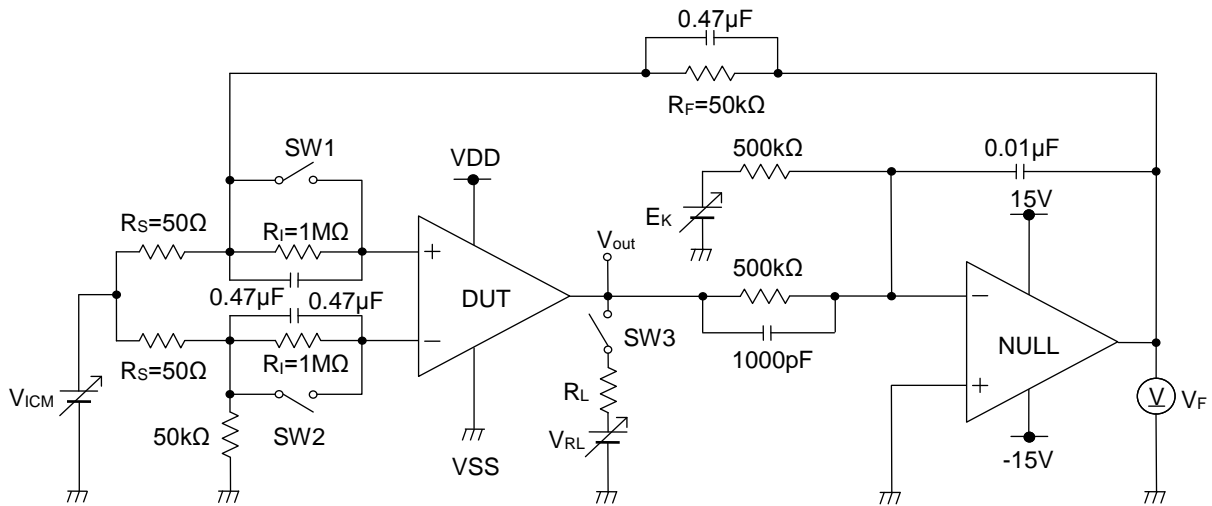 0.47μF
RF=50kΩ
SW1
VDD
500kΩ
0.01μF
15V
RS=50Ω
RI=1MΩ
EK
Vout
+
0.47μF
0.47μF
DUT
500kΩ
−
SW3
NULL
RS=50Ω
RI=1MΩ
−
1000pF
+
V
VF
VICM
RL
50kΩ
SW2
VSS
VRL
-15V